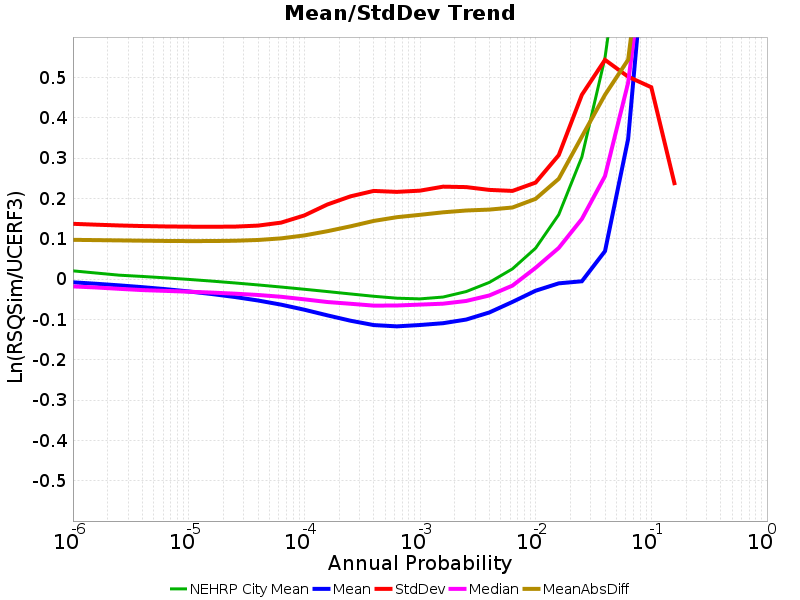 Mean/StdDev Trend
Ln(RSQSim/UCERF3)
0.5
0.4
0.3
0.2
0.1
0
-0.1
-0.2
-0.3
-0.4
-0.5
10^-6 10^-5 10^-4 10^-3 10^-2 10^-1 10^0
Annual Probability
NEHRP City Mean Mean StdDev Median MeanAbsDiff